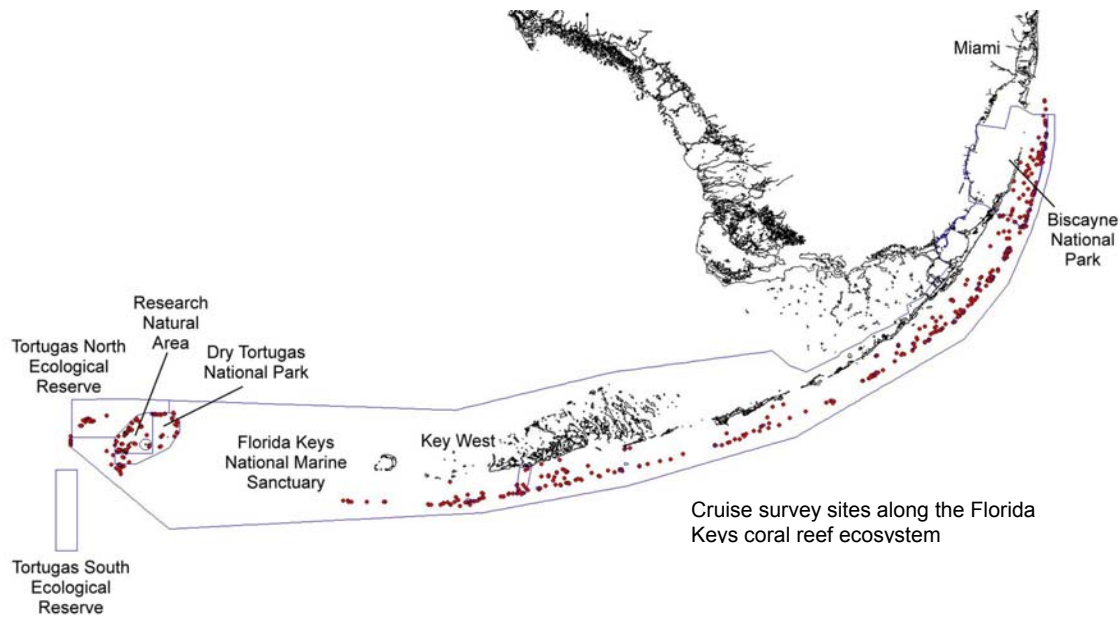 Miami
Biscayne
National
Park
Research
Natural
Area
Tortugas North
Ecological
Reserve
Dry Tortugas
National Park
Florida Keys
National Marine
Sanctuary
Key West
Cruise survey sites along the Florida
Keys coral reef ecosystem
Tortugas South
Ecological
Reserve